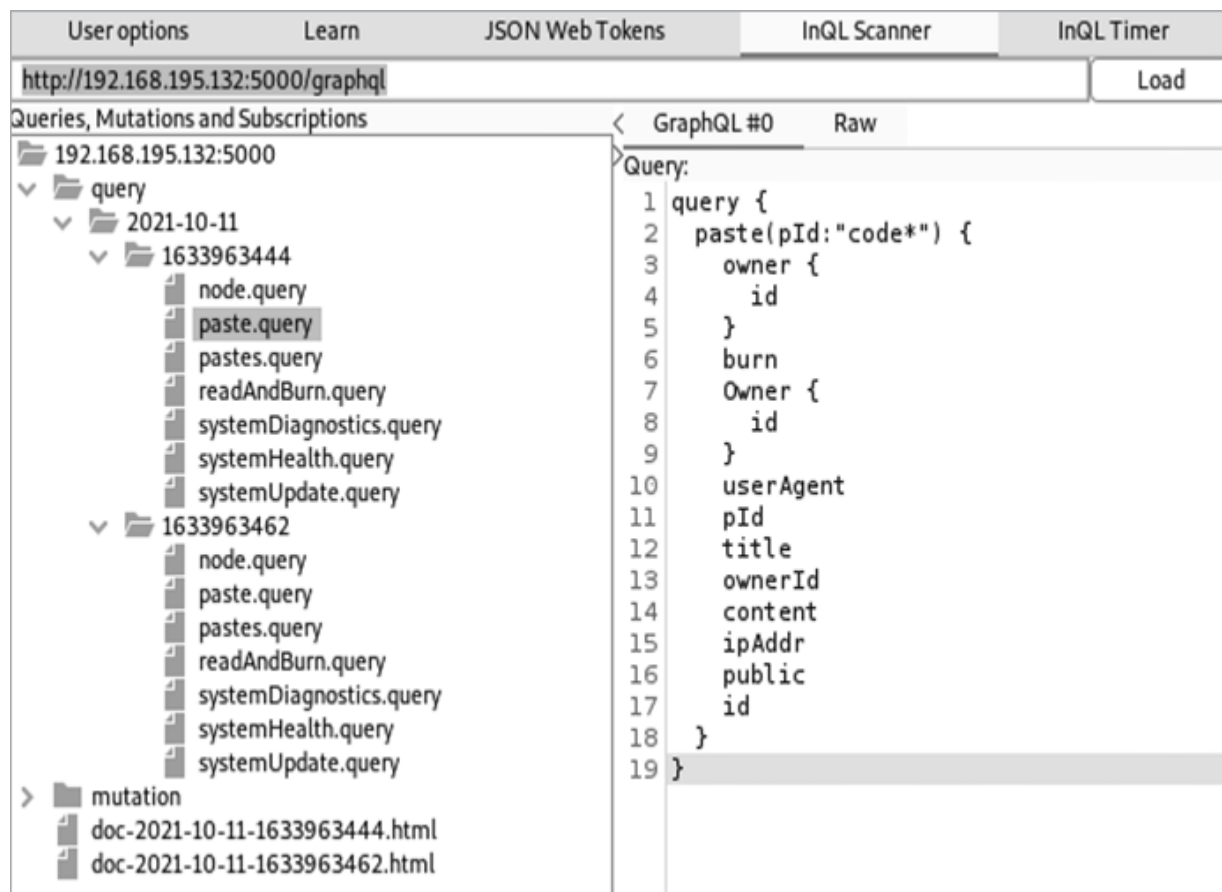 User options Learn JSON Web Tokens InQL Scanner InQL Timer
http://192.168.195.132:5000/graphql Load
Queries, Mutations and Subscriptions
192.168.195.132:5000
query
2021-10-11
1633963444
node.query
paste.query
pastes.query
readAndBurn.query
systemDiagnostics.query
systemHealth.query
systemUpdate.query
1633963462
node.query
paste.query
pastes.query
readAndBurn.query
systemDiagnostics.query
systemHealth.query
systemUpdate.query
mutation
doc-2021-10-11-1633963444.html
doc-2021-10-11-1633963462.html
GraphQL #0 Raw
Query:
1 query {
2 paste(pId:"code*") {
3 owner {
4 id
5 }
6 burn
7 Owner {
8 id
9 }
10 userAgent
11 pId
12 title
13 ownerId
14 content
15 ipAddr
16 public
17 id
18 }
19 }